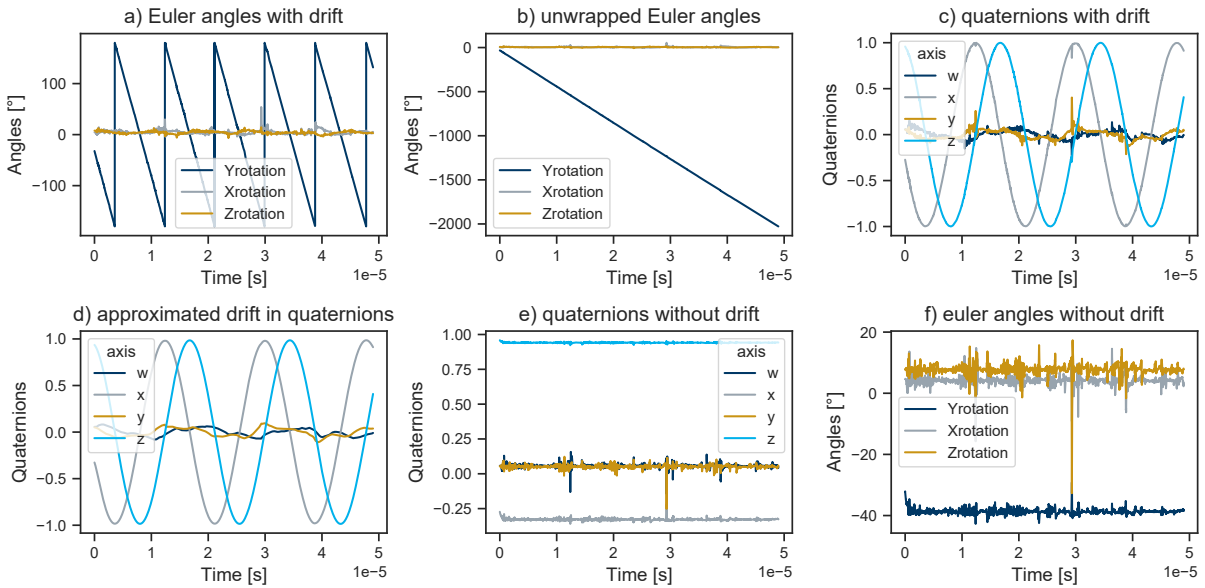 a) Euler angles with drift
Angles [°]
100
0
−100
Yrotation
Xrotation
Zrotation
0 1 2 3 4 5
1e−5
Time [s]
b) unwrapped Euler angles
Angles [°]
0
−500
−1000
−1500
−2000
Yrotation
Xrotation
Zrotation
0 1 2 3 4 5
1e−5
Time [s]
c) quaternions with drift
Quaternions
1.0
0.5
0.0
−0.5
−1.0
axis
w
x
y
z
0 1 2 3 4 5
1e−5
Time [s]
d) approximated drift in quaternions
Quaternions
1.0
0.5
0.0
−0.5
−1.0
axis
w
x
y
z
0 1 2 3 4 5
1e−5
Time [s]
e) quaternions without drift
Quaternions
1.00
0.75
0.50
0.25
0.00
−0.25
axis
w
x
y
z
0 1 2 3 4 5
1e−5
Time [s]
f) euler angles without drift
Angles [°]
20
0
−20
−40
Yrotation
Xrotation
Zrotation
0 1 2 3 4 5
1e−5
Time [s]